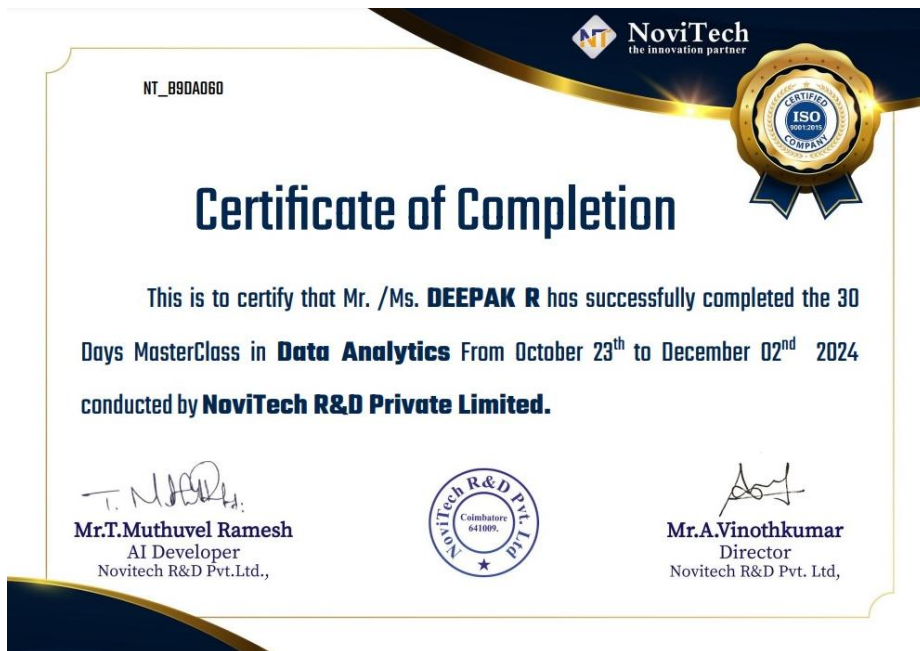 NT NoviTech
the innovation partner
NT_B9DA060
CERTIFIED
ISO
9001:2015
COMPANY
Certificate of Completion
This is to certify that Mr. /Ms. DEEPAK R has successfully completed the 30
Days MasterClass in Data Analytics From October 23th to December 02nd 2024
conducted by NoviTech R&D Private Limited.
Mr.T.Muthuvel Ramesh
AI Developer
Novitech R&D Pvt.Ltd.,
NoviTech R&D Pvt. Ltd
Coimbatore
641009.
Mr.A.Vinothkumar
Director
Novitech R&D Pvt. Ltd,